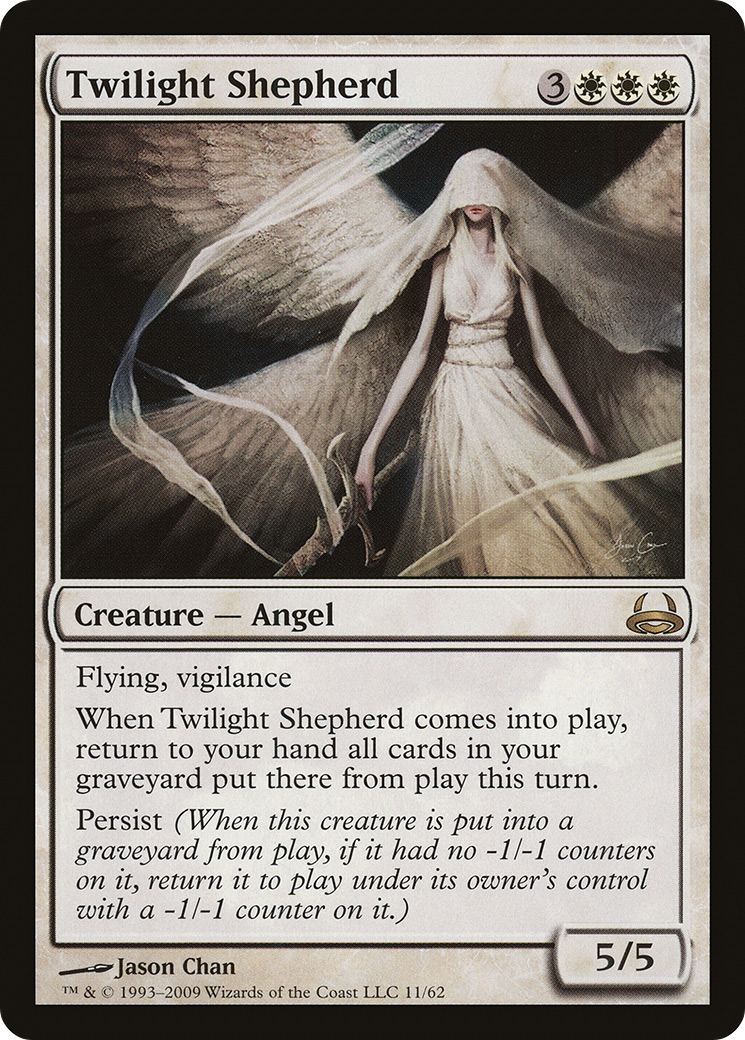 Twilight Shepherd 3
Creature — Angel
Flying, vigilance
When Twilight Shepherd comes into play,
return to your hand all cards in your
graveyard put there from play this turn.
Persist (When this creature is put into a
graveyard from play, if it had no -1/-1 counters
on it, return it to play under its owner's control
with a -1/-1 counter on it.)
5/5
Jason Chan
™ & © 1993–2009 Wizards of the Coast LLC 11/62